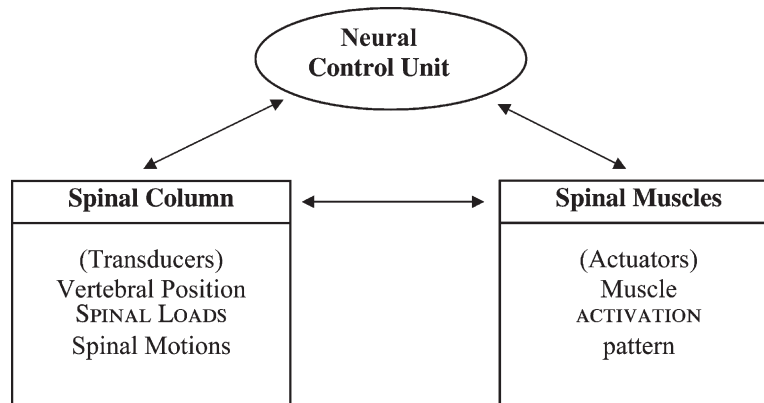 Neural
Control Unit
Spinal Column
(Transducers)
Vertebral Position
SPINAL LOADS
Spinal Motions
Spinal Muscles
(Actuators)
Muscle
ACTIVATION
pattern